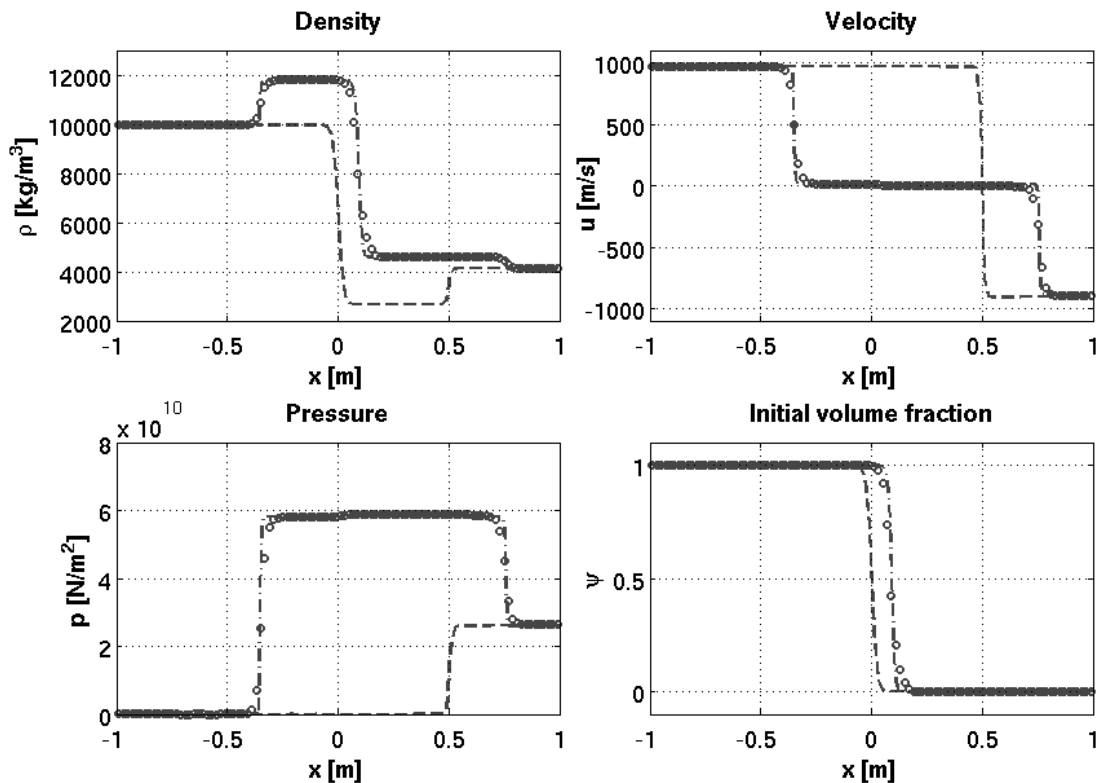 Density
12000
10000
8000
6000
4000
2000
ρ [kg/m³]
-1 -0.5 0 0.5 1
x [m]
Velocity
1000
500
0
-500
-1000
u [m/s]
-1 -0.5 0 0.5 1
x [m]
Pressure
x 10¹⁰
8
6
4
2
0
p [N/m²]
-1 -0.5 0 0.5 1
x [m]
Initial volume fraction
1
0.5
0
ψ
-1 -0.5 0 0.5 1
x [m]